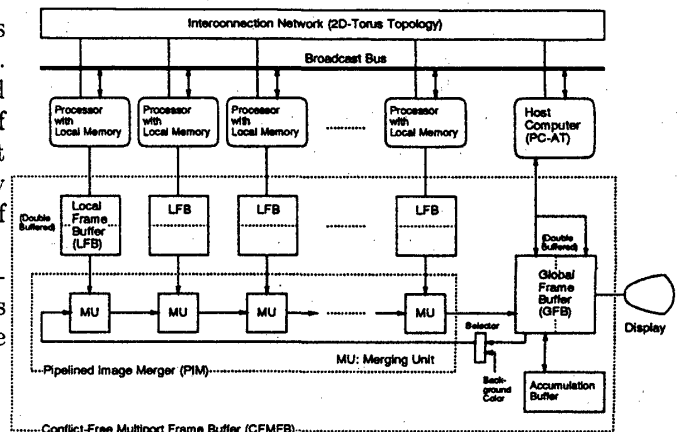 Interconnection Network (2D-Torus Topology)
Broadcast Bus
Processor
with
Local Memory
Processor
with
Local Memory
Processor
with
Local Memory
Processor
with
Local Memory
Host
Computer
(PC-AT)
(Double
Buffered)
Local
Frame
Buffer
(LFB)
LFB
LFB
LFB
(Double
Buffered)
Global
Frame
Buffer
(GFB)
Display
MU
MU
MU
MU
Selector
MU: Merging Unit
Pipelined Image Merger (PIM)
Back-
ground
Color
Accumulation
Buffer
Conflict-Free Multiport Frame Buffer (CFMFB)